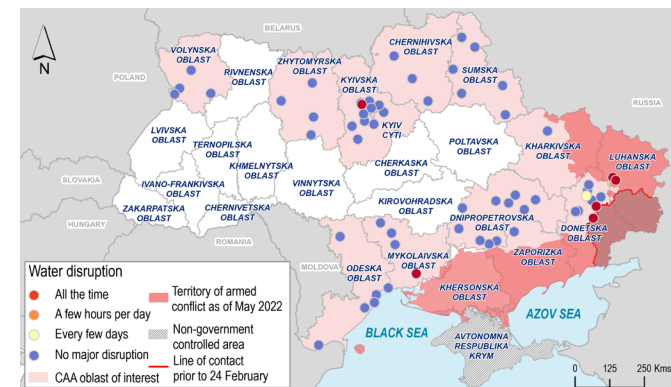 BELARUS
CHERNIHIVSKA
OBLAST
VOLYNSKA
OBLAST
ZHYTOMYRSKA
OBLAST
RIVNENSKA
OBLAST
KYIVSKA
OBLAST
SUMSKA
OBLAST
N
POLAND
RUSSIA
KYIV
CYTI
LVIVSKA
OBLAST
TERNOPILSKA
OBLAST
POLTAVSKA
OBLAST
KHARKIVSKA
OBLAST
LUHANSKA
OBLAST
KHMELNYTSKA
OBLAST
CHERKASKA
OBLAST
SLOVAKIA
IVANO-FRANKIVSKA
OBLAST
VINNYTSKA
OBLAST
KIROVOHRADSKA
OBLAST
ZAKARPATSKA
OBLAST
CHERNIVETSKA
OBLAST
DNIPROPETROVSKA
OBLAST
DONETSKA
OBLAST
HUNGARY
ROMANIA
MOLDOVA
ODESKA
OBLAST
MYKOLAIVSKA
OBLAST
ZAPORIZKA
OBLAST
KHERSONSKA
OBLAST
AZOV SEA
BLACK SEA
AVTONOMNA
RESPUBLIKA
KRYM
Water disruption
All the time
A few hours per day
Every few days
No major disruption
CAA oblast of interest
Territory of armed
conflict as of May 2022
Non-government
controlled area
Line of contact
prior to 24 February
0 125 250 Kms